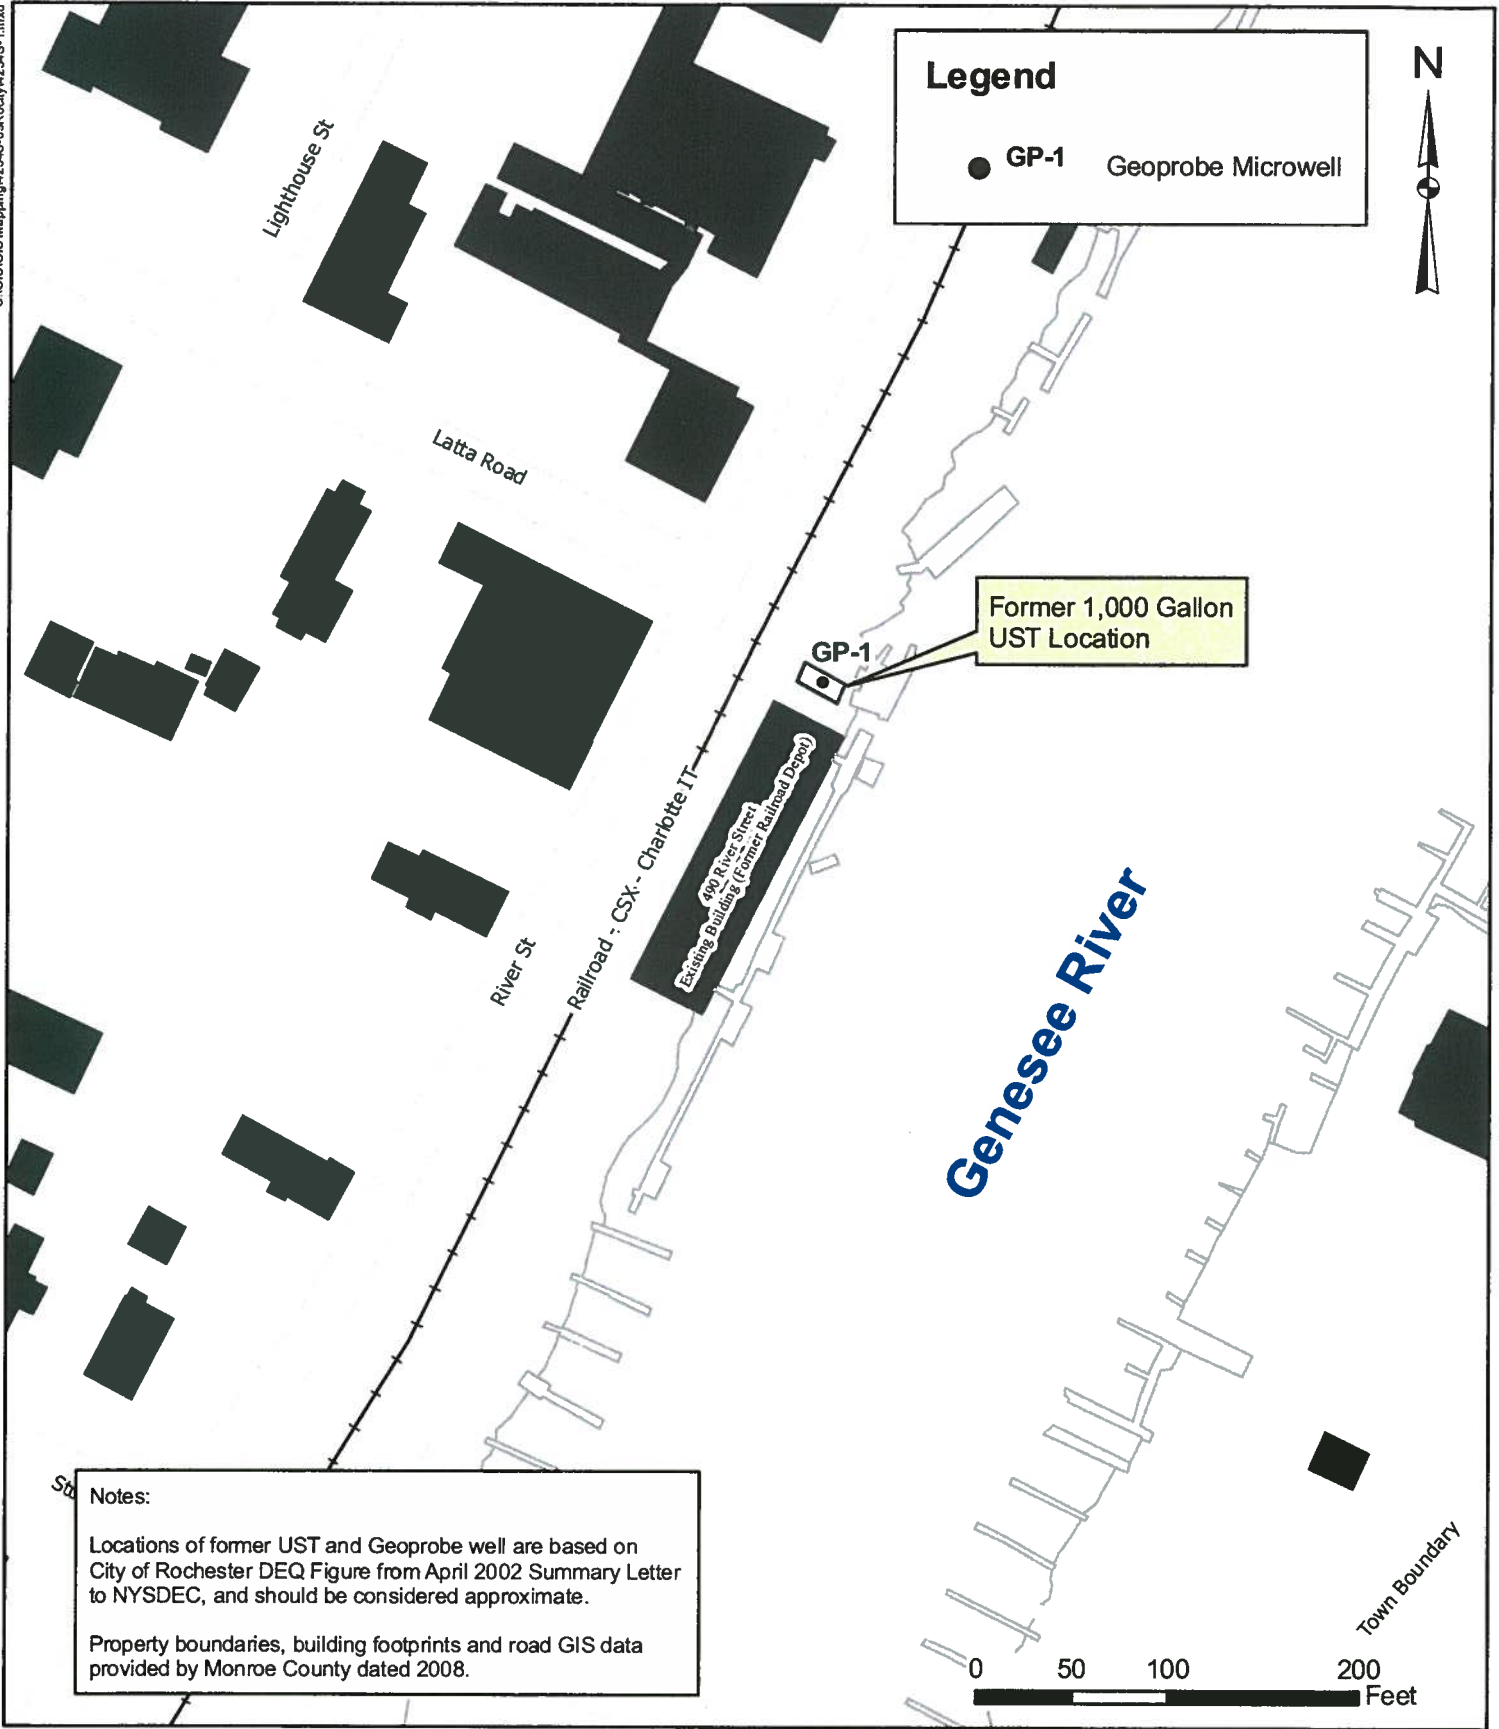 Legend
GP-1 Geoprobe Microwell
N
Lighthouse St
Latta Road
Former 1,000 Gallon
UST Location
GP-1
490 River Street
Existing Building (Former Railroad Depot)
Railroad - CSX - Charlotte IT
River St
Genesee River
Notes:
Locations of former UST and Geoprobe well are based on
City of Rochester DEQ Figure from April 2002 Summary Letter
to NYSDEC, and should be considered approximate.
Property boundaries, building footprints and road GIS data
provided by Monroe County dated 2008.
Town Boundary
0 50 100 200
Feet